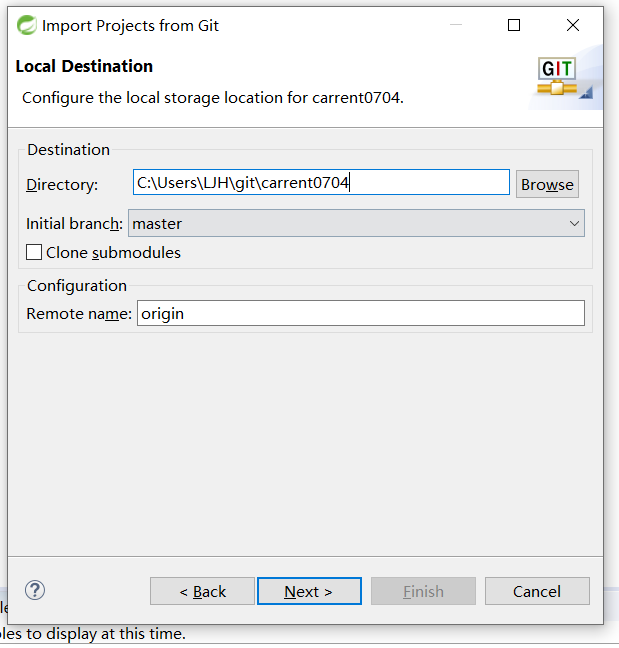 Import Projects from Git
Local Destination
GIT
Configure the local storage location for carrent0704.
Destination
Directory: C:\Users\LJH\git\carrent0704 Browse
Initial branch: master
Clone submodules
Configuration
Remote name: origin
< Back Next > Finish Cancel
les to display at this time.